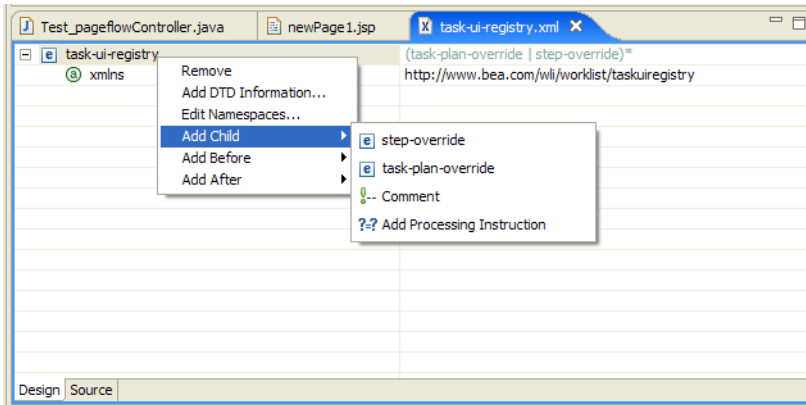 Test_pageflowController.java newPage1.jsp task-ui-registry.xml
task-ui-registry (task-plan-override | step-override)*
xmlns http://www.bea.com/wli/worklist/taskuiregistry
Remove
Add DTD Information...
Edit Namespaces...
Add Child
Add Before
Add After
step-override
task-plan-override
Comment
Add Processing Instruction
Design Source